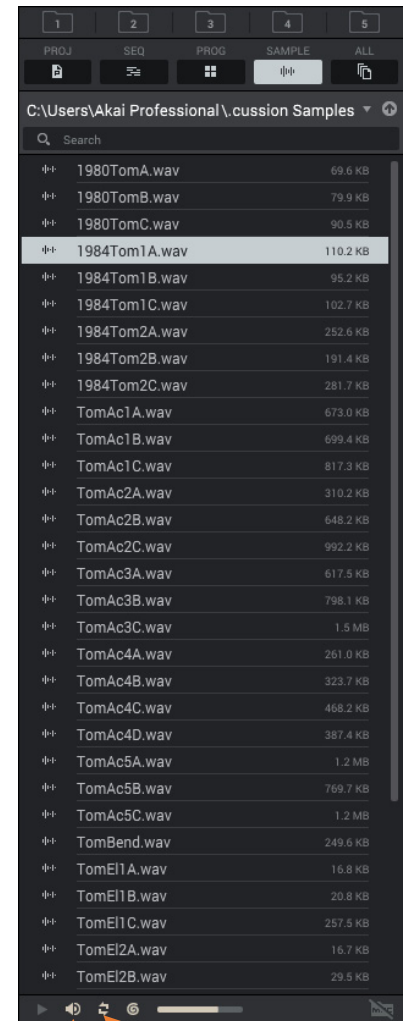 1 2 3 4 5
PROJ SEQ PROG SAMPLE ALL
C:\Users\Akai Professional\.cussion Samples
Search
1980TomA.wav 69.6 KB
1980TomB.wav 79.9 KB
1980TomC.wav 90.5 KB
1984Tom1A.wav 110.2 KB
1984Tom1B.wav 95.2 KB
1984Tom1C.wav 102.7 KB
1984Tom2A.wav 252.6 KB
1984Tom2B.wav 191.4 KB
1984Tom2C.wav 281.7 KB
TomAc1A.wav 673.0 KB
TomAc1B.wav 699.4 KB
TomAc1C.wav 817.3 KB
TomAc2A.wav 310.2 KB
TomAc2B.wav 648.2 KB
TomAc2C.wav 992.2 KB
TomAc3A.wav 617.5 KB
TomAc3B.wav 798.1 KB
TomAc3C.wav 1.5 MB
TomAc4A.wav 261.0 KB
TomAc4B.wav 323.7 KB
TomAc4C.wav 468.2 KB
TomAc4D.wav 387.4 KB
TomAc5A.wav 1.2 MB
TomAc5B.wav 769.7 KB
TomAc5C.wav 1.2 MB
TomBend.wav 249.6 KB
TomEl1A.wav 16.8 KB
TomEl1B.wav 20.8 KB
TomEl1C.wav 257.5 KB
TomEl2A.wav 16.7 KB
TomEl2B.wav 29.5 KB